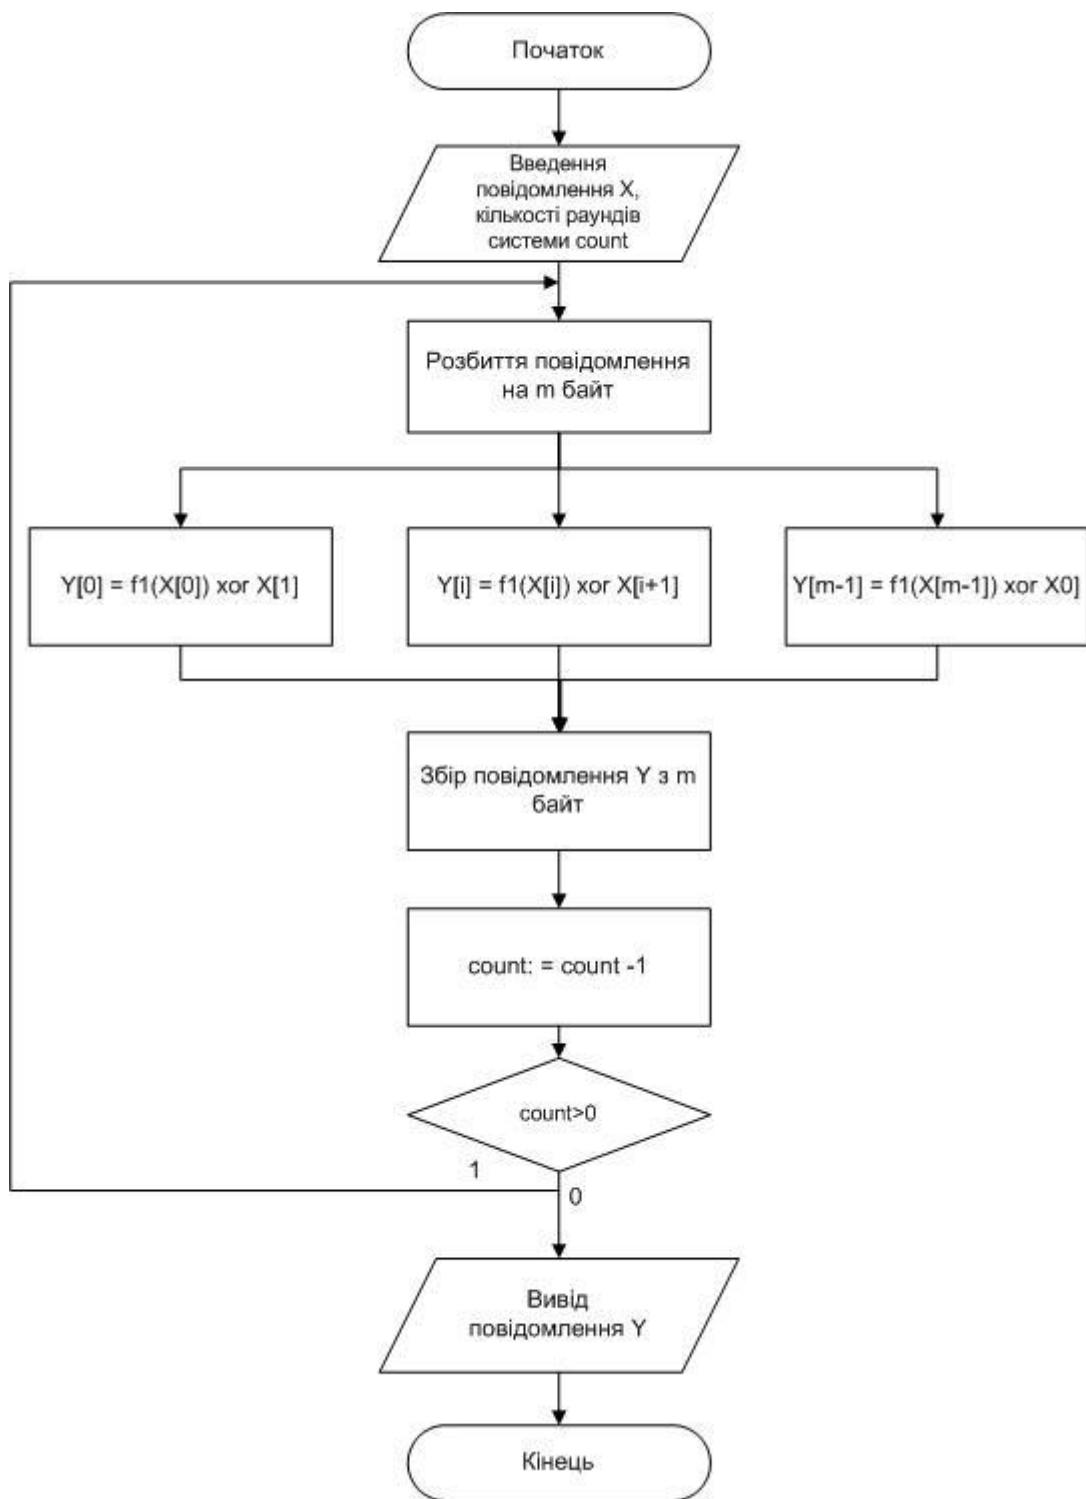 Початок
Введення
повідомлення X,
кількості раундів
системи count
Розбиття повідомлення
на m байт
Y[0] = f1(X[0]) xor X[1]
Y[i] = f1(X[i]) xor X[i+1]
Y[m-1] = f1(X[m-1]) xor X0]
Збір повідомлення Y з m
байт
count: = count -1
count>0
1
0
Вивід
повідомлення Y
Кінець